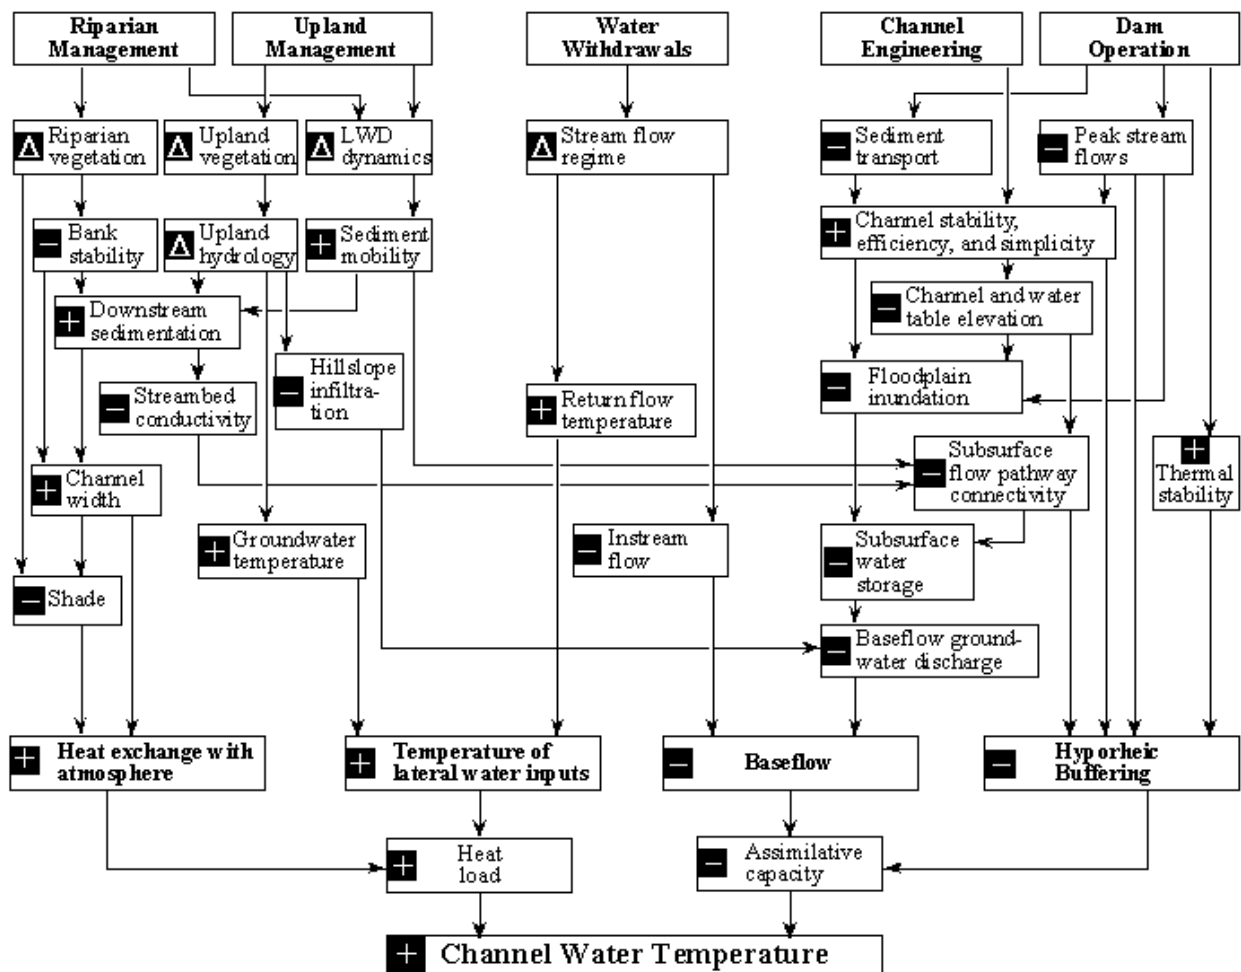 Riparian
Management
Upland
Management
Water
Withdrawals
Channel
Engineering
Dam
Operation
Δ Riparian
vegetation
Δ Upland
vegetation
Δ LWD
dynamics
Δ Stream flow
regime
− Sediment
transport
− Peak stream
flows
− Bank
stability
Δ Upland
hydrology
+ Sediment
mobility
+ Channel stability,
efficiency, and simplicity
+ Downstream
sedimentation
− Channel and water
table elevation
− Hillslope
infiltra-
tion
− Streambed
conductivity
+ Return flow
temperature
− Floodplain
inundation
+ Channel
width
− Subsurface
flow pathway
connectivity
+
Thermal
stability
+ Groundwater
temperature
− Instream
flow
− Subsurface
water
storage
− Shade
− Baseflow ground-
water discharge
+ Heat exchange with
atmosphere
+ Temperature of
lateral water inputs
− Baseflow
− Hyporheic
Buffering
+ Heat
load
− Assimilative
capacity
+ Channel Water Temperature